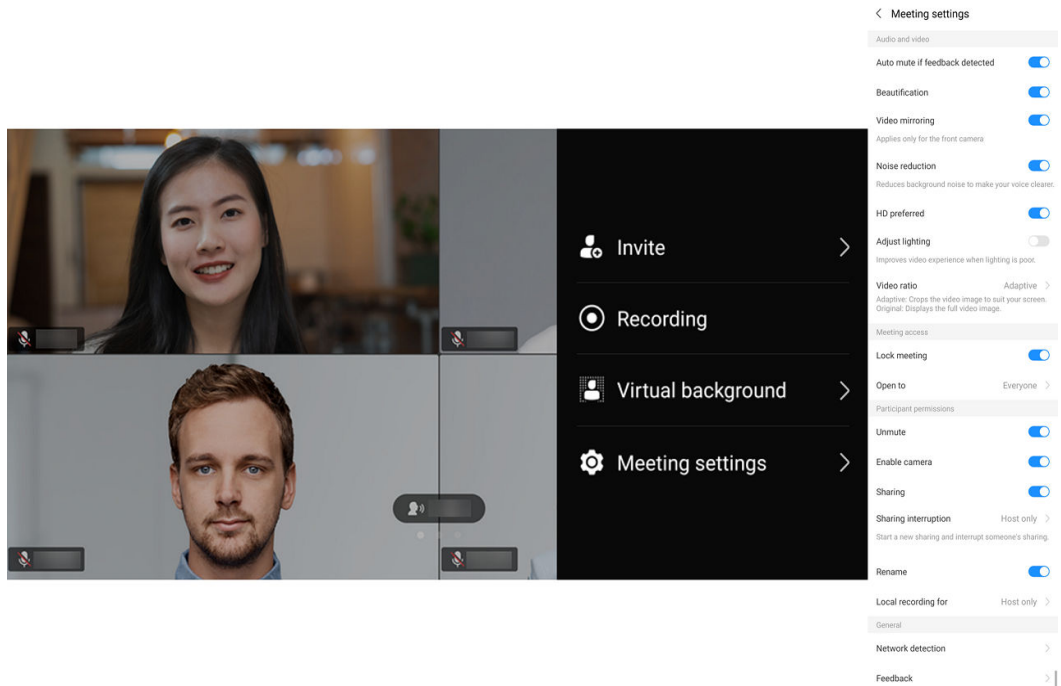 Invite
Recording
Virtual background
Meeting settings
Meeting settings
Audio and video
Auto mute if feedback detected
Beautification
Video mirroring
Applies only for the front camera
Noise reduction
Reduces background noise to make your voice clearer.
HD preferred
Adjust lighting
Improves video experience when lighting is poor.
Video ratio Adaptive
Adaptive: Crops the video image to suit your screen.
Original: Displays the full video image.
Meeting access
Lock meeting
Open to Everyone
Participant permissions
Unmute
Enable camera
Sharing
Sharing interruption Host only
Start a new sharing and interrupt someone's sharing.
Rename
Local recording for Host only
General
Network detection
Feedback